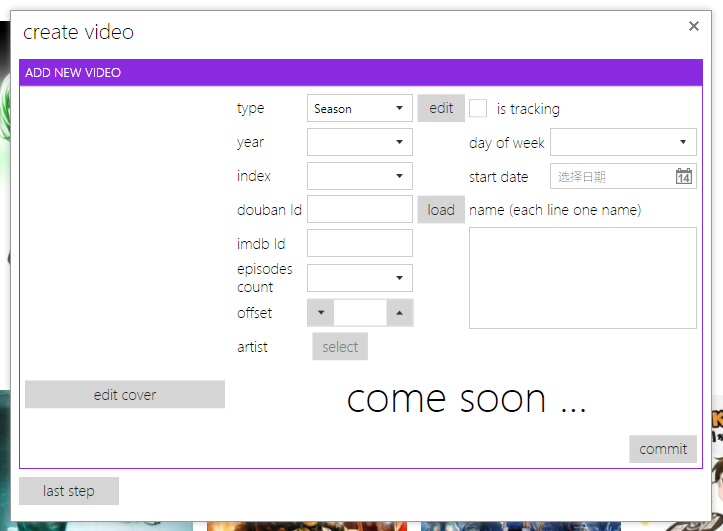 create video
ADD NEW VIDEO
type Season edit is tracking
year day of week
index start date 选择日期 14
douban Id load name (each line one name)
imdb Id
episodes
count
offset
artist select
edit cover come soon ...
commit
last step